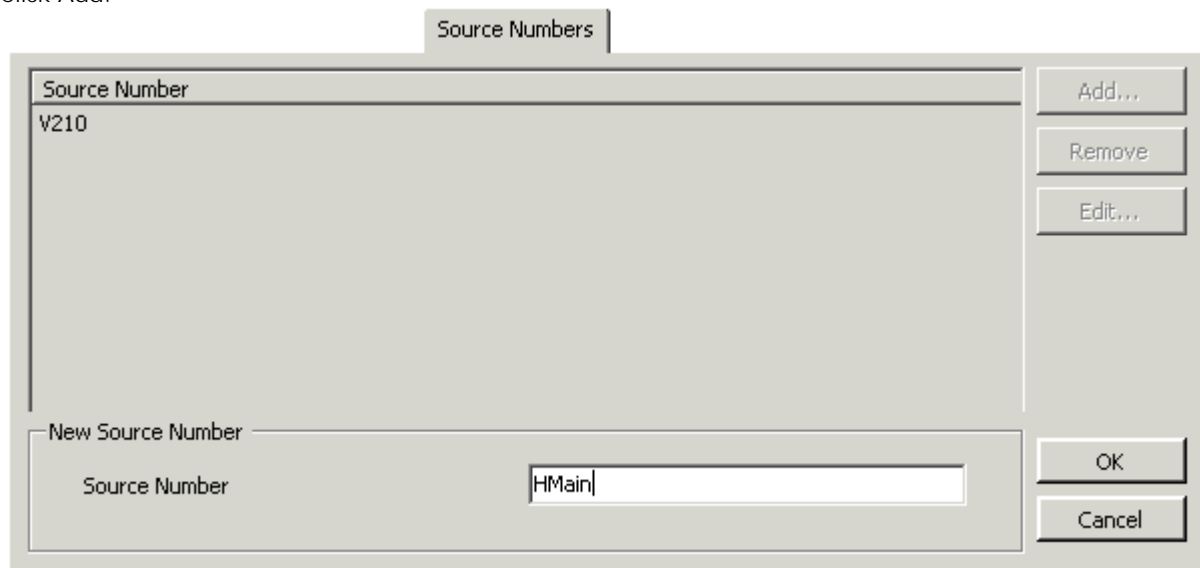 Click Add.
Source Numbers
Source Number
V210
Add...
Remove
Edit...
New Source Number
Source Number
HMain
OK
Cancel